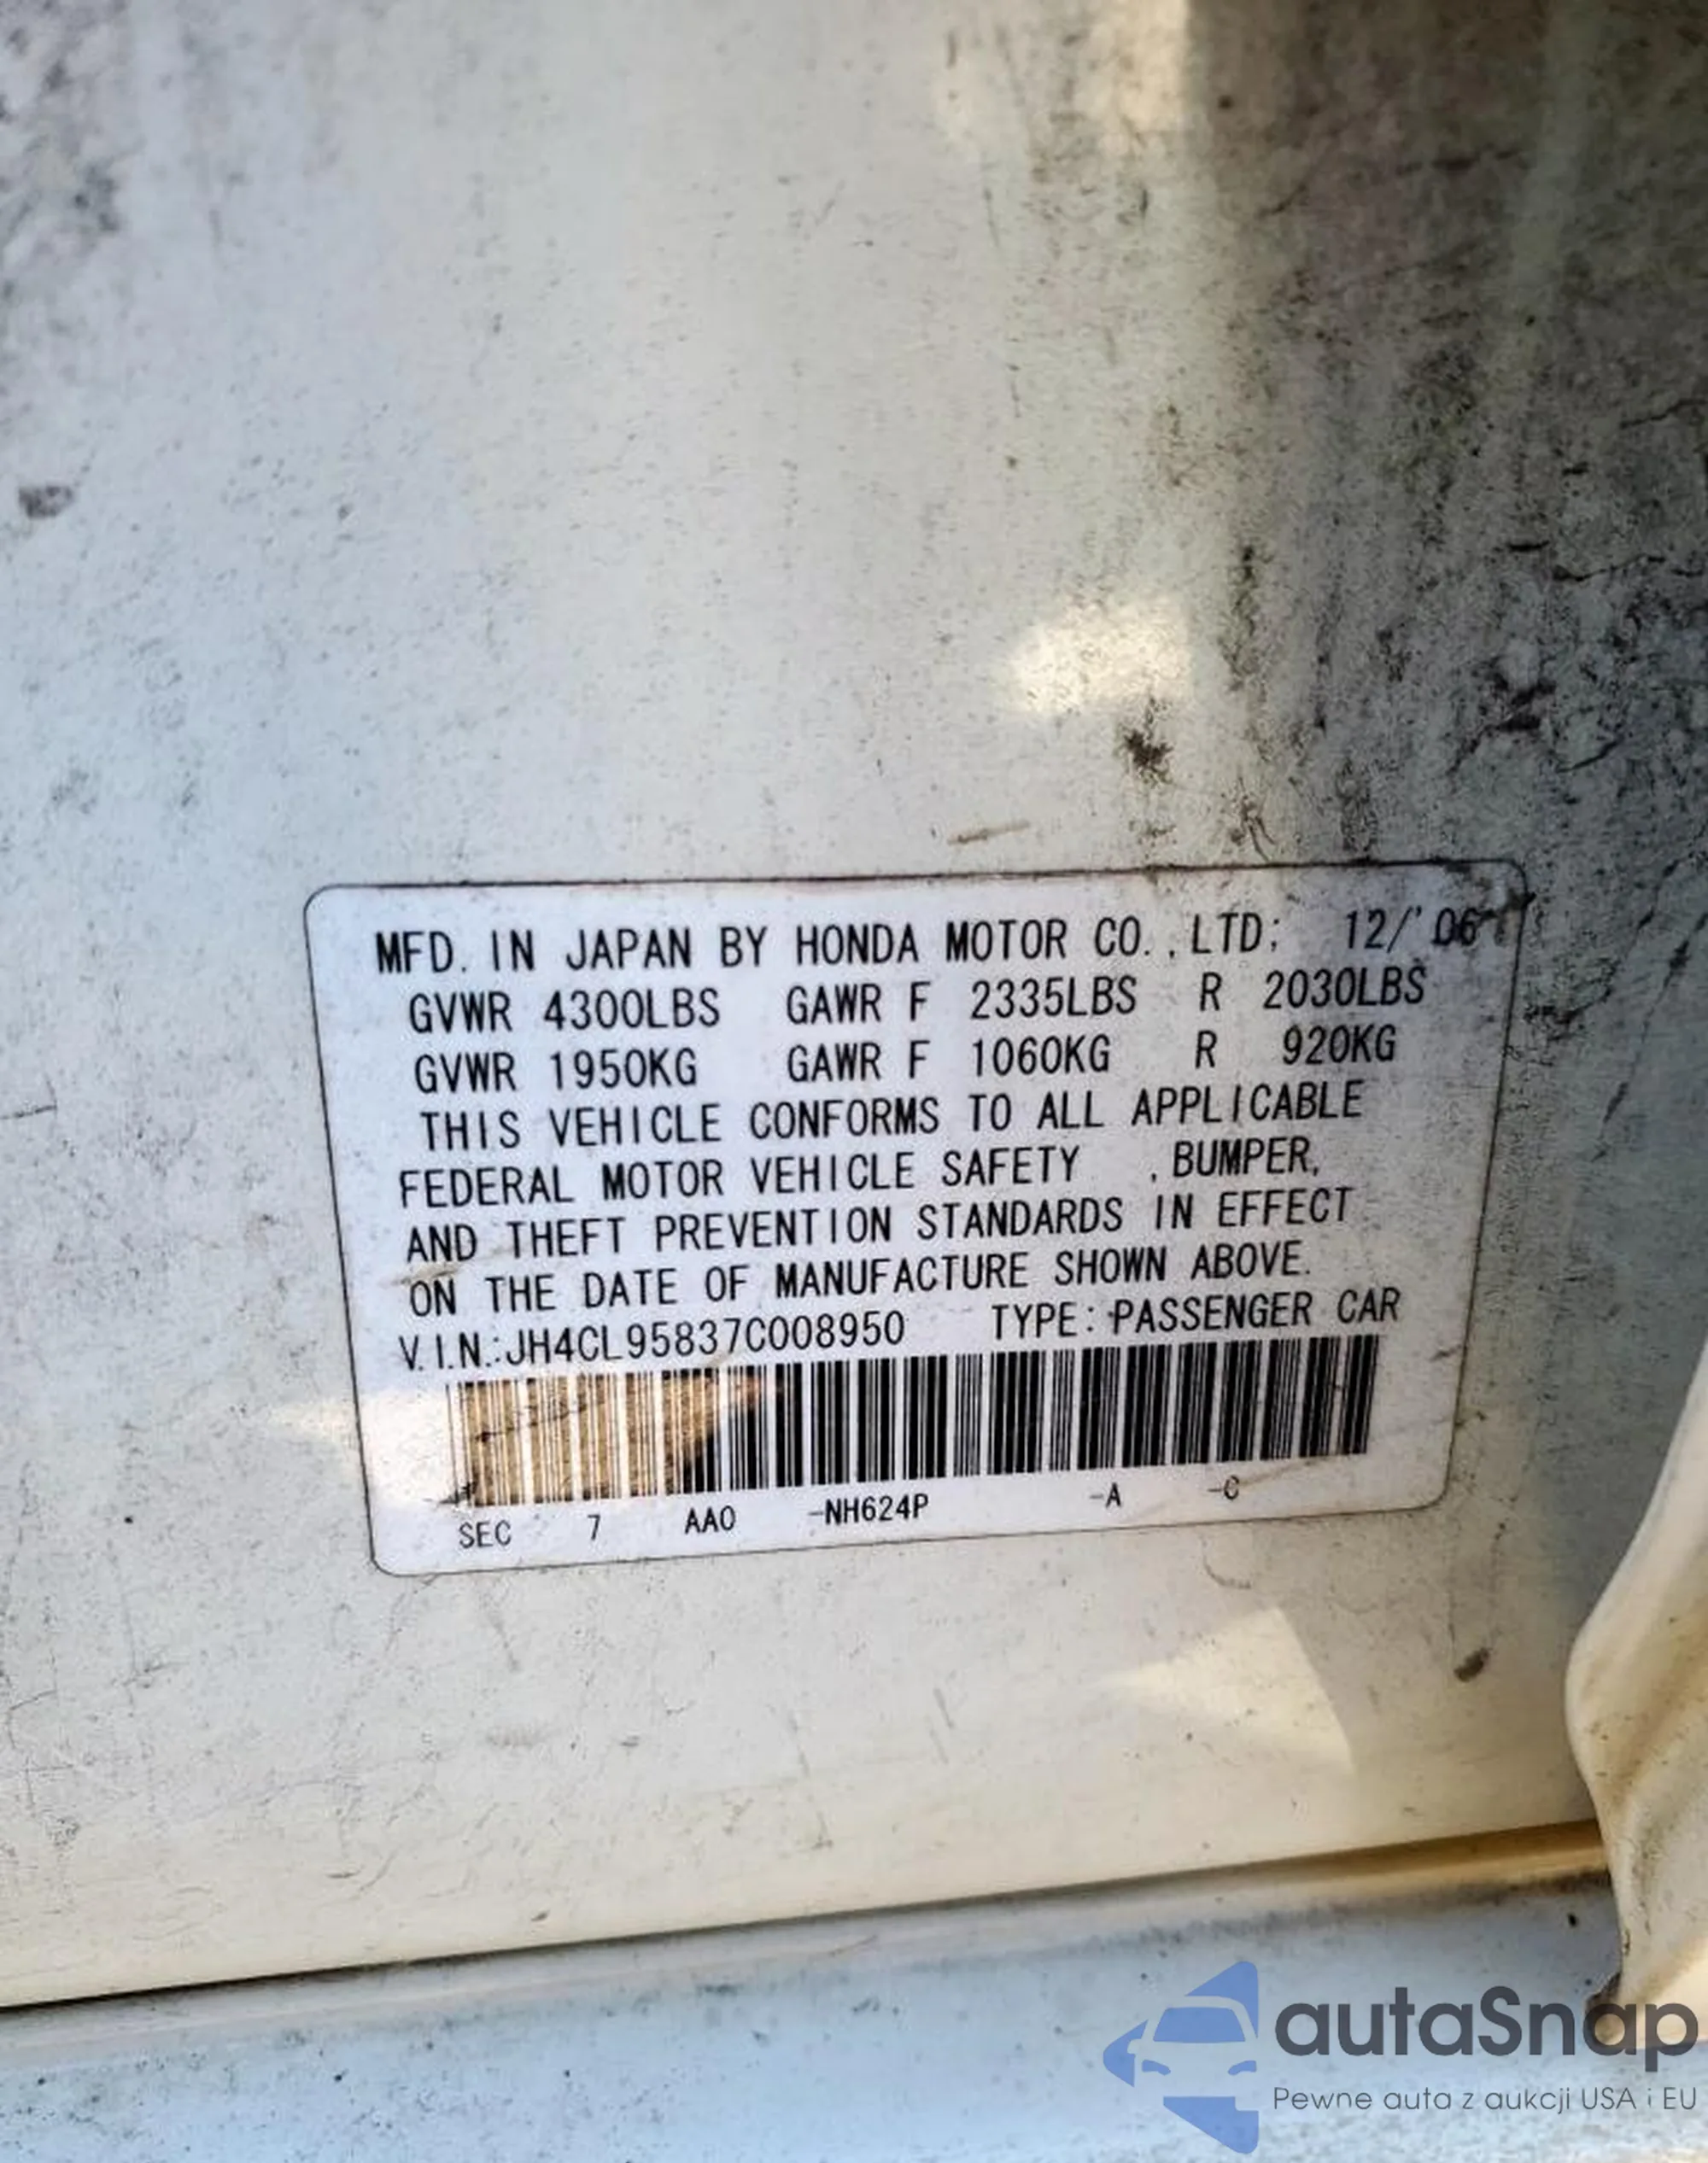 MFD. IN JAPAN BY HONDA MOTOR CO., LTD; 12/'06
GVWR 4300LBS GAWR F 2335LBS R 2030LBS
GVWR 1950KG GAWR F 1060KG R 920KG
THIS VEHICLE CONFORMS TO ALL APPLICABLE
FEDERAL MOTOR VEHICLE SAFETY , BUMPER,
AND THEFT PREVENTION STANDARDS IN EFFECT
ON THE DATE OF MANUFACTURE SHOWN ABOVE.
V.I.N.:JH4CL95837C008950 TYPE: PASSENGER CAR
SEC 7 AA0 -NH624P -A -C
autaSnap
Pewne auta z aukcji USA i EU